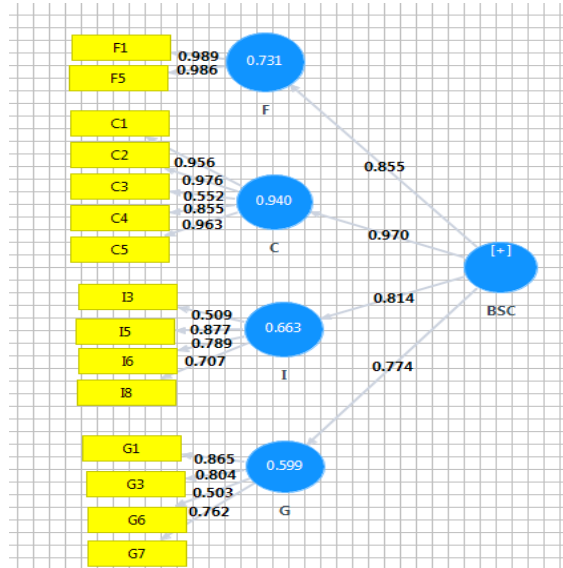 F1
0.989
0.731
F5
0.986
F
C1
C2
0.956
0.855
C3
0.976
0.552
0.940
C4
0.855
0.963
0.970
C5
C
[+]
BSC
I3
0.814
0.509
I5
0.877
0.663
0.789
I6
0.707
0.774
I
I8
G1
0.865
0.599
G3
0.804
0.503
G6
0.762
G
G7